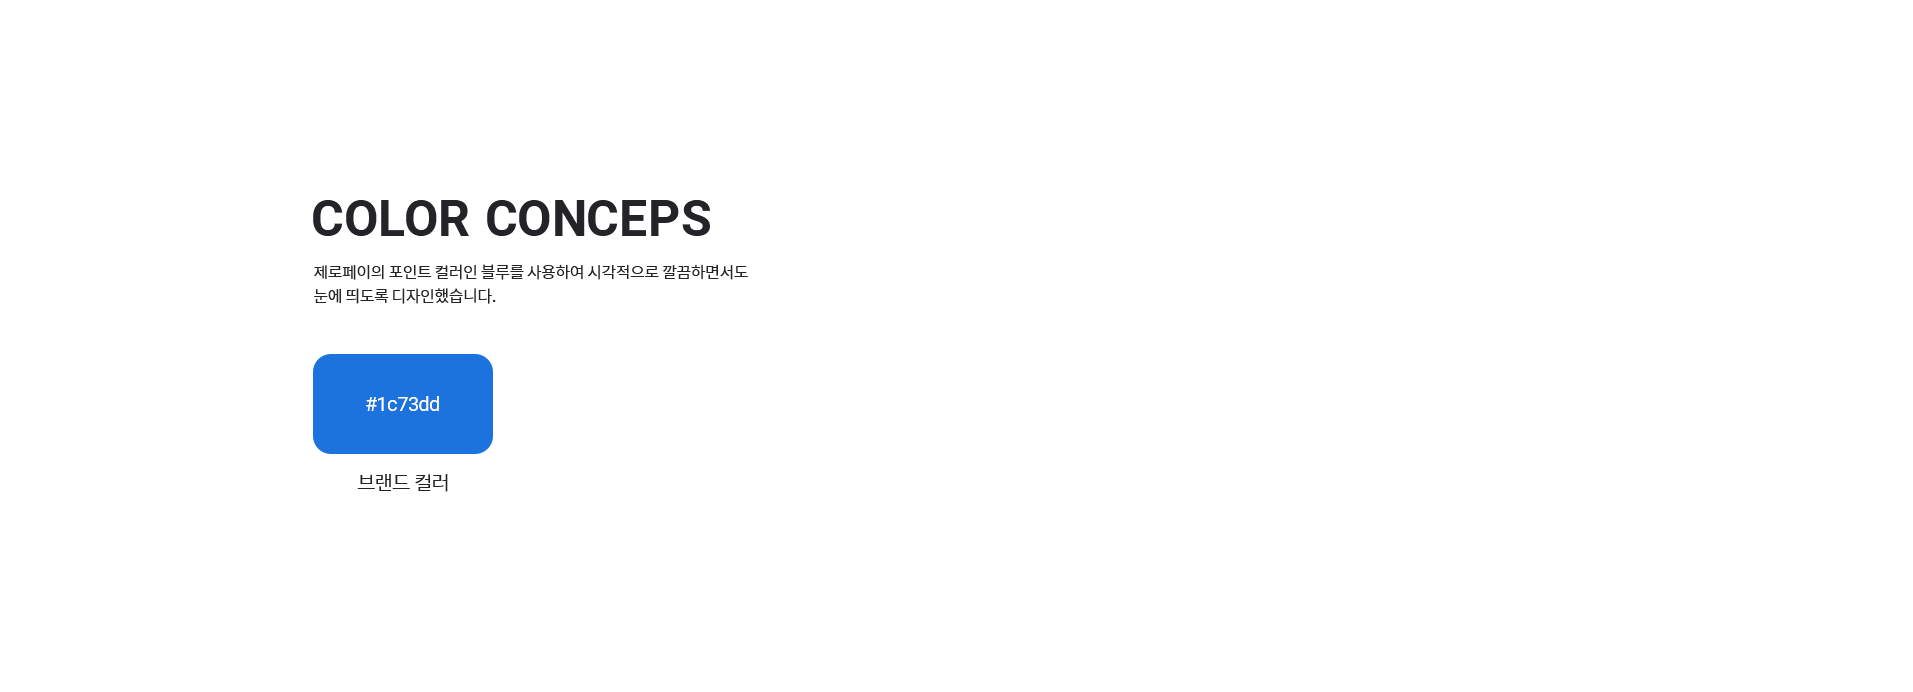 COLOR CONCEPS
제로페이의 포인트 컬러인 블루를 사용하여 시각적으로 깔끔하면서도
눈에 띄도록 디자인했습니다.
#1c73dd
브랜드 컬러